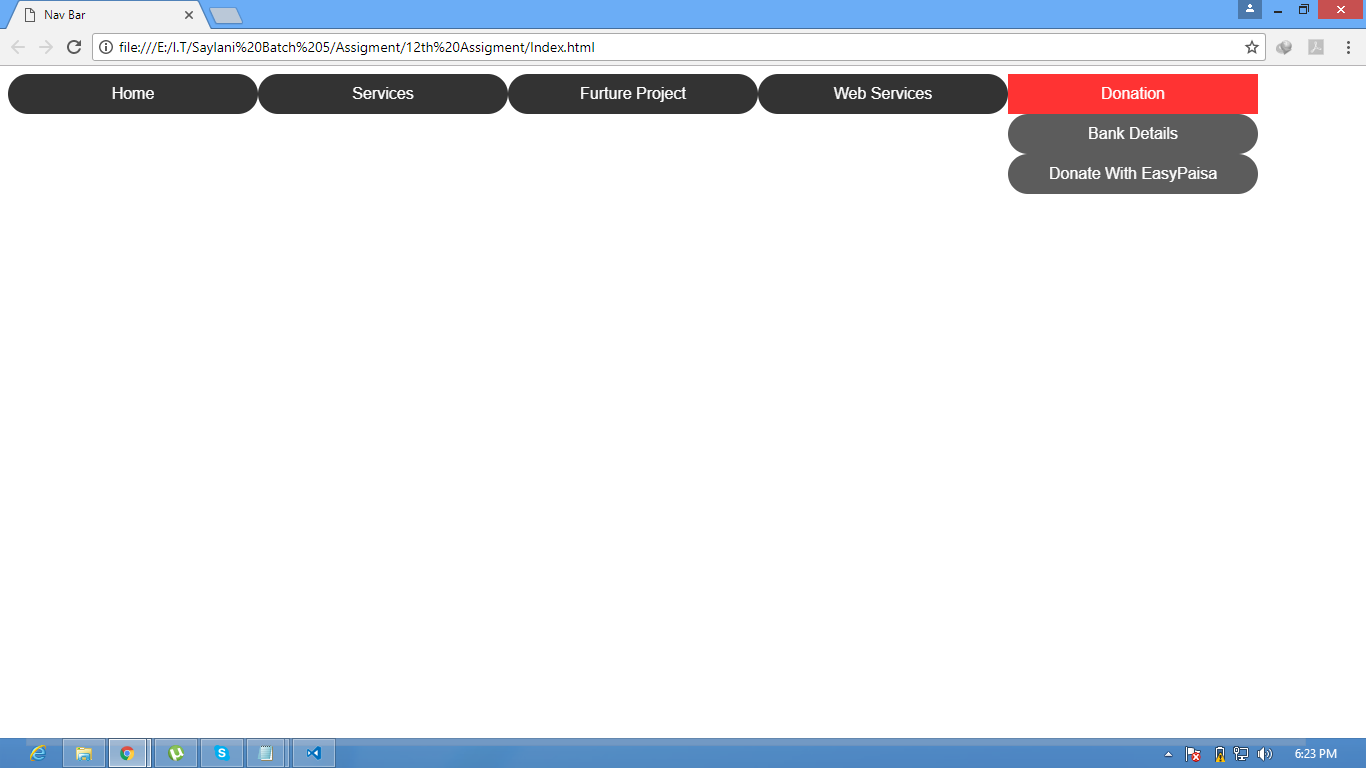 Nav Bar
file:///E:/I.T/Saylani%20Batch%205/Assigment/12th%20Assigment/Index.html
Home Services Furture Project Web Services Donation
Bank Details
Donate With EasyPaisa
6:23 PM